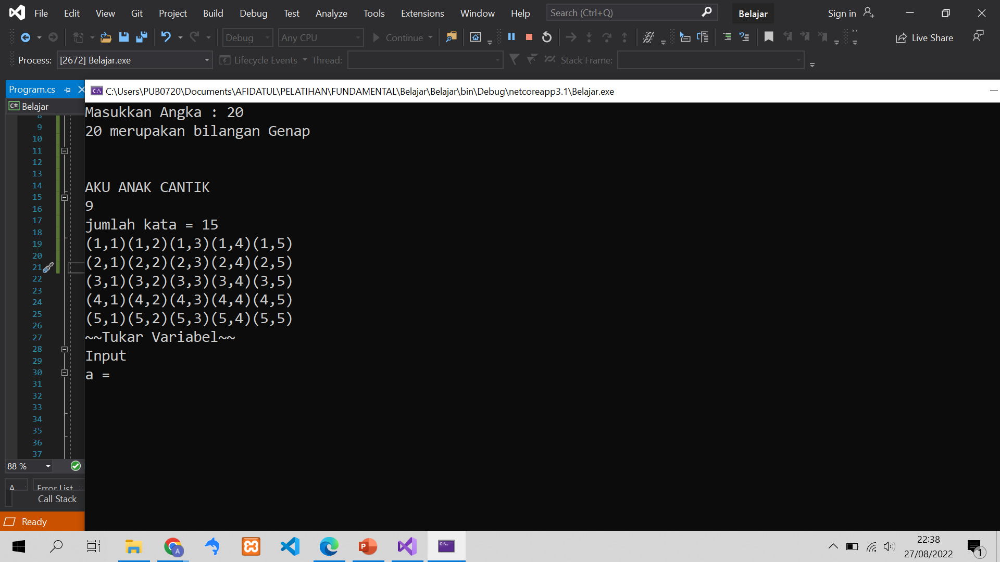 File Edit View Git Project Build Debug Test Analyze Tools Extensions Window Help Search (Ctrl+Q) Belajar Sign in
Debug Any CPU Continue Live Share
Process: [2672] Belajar.exe Lifecycle Events Thread: Stack Frame:
Program.cs
C:\Users\PUB0720\Documents\AFIDATUL\PELATIHAN\FUNDAMENTAL\Belajar\Belajar\bin\Debug\netcoreapp3.1\Belajar.exe
C# Belajar
8
9
10
11
12
13
14
15
16
17
18
19
20
21
22
23
24
25
26
27
28
29
30
31
32
33
34
35
36
37
88 %
Error List
Call Stack
Ready
Masukkan Angka : 20
20 merupakan bilangan Genap
AKU ANAK CANTIK
9
jumlah kata = 15
(1,1)(1,2)(1,3)(1,4)(1,5)
(2,1)(2,2)(2,3)(2,4)(2,5)
(3,1)(3,2)(3,3)(3,4)(3,5)
(4,1)(4,2)(4,3)(4,4)(4,5)
(5,1)(5,2)(5,3)(5,4)(5,5)
~~Tukar Variabel~~
Input
a =
22:38
27/08/2022
1